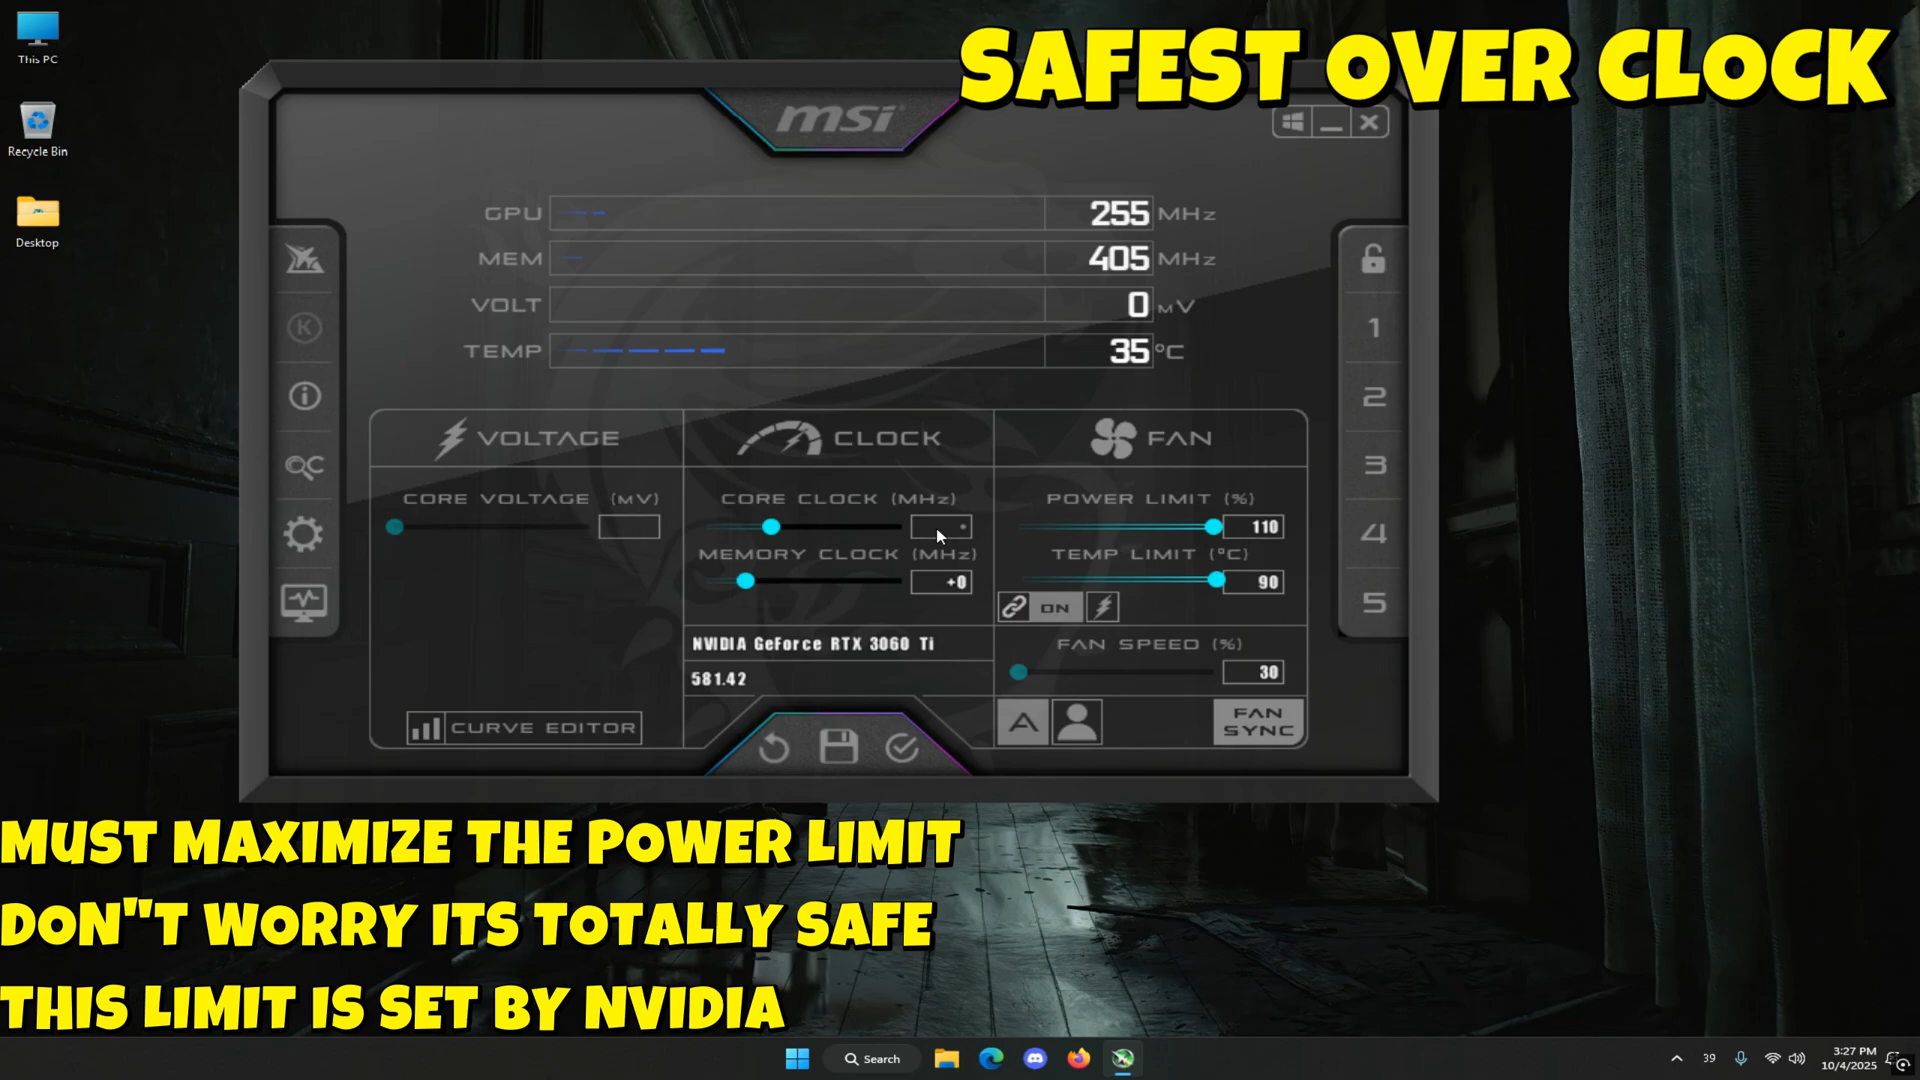 This PC
Recycle Bin
Desktop
SAFEST OVER CLOCK
msi
GPU 255 MHz
MEM 405 MHz
VOLT 0 MV
TEMP 35 °C
K
1
2
3
4
5
VOLTAGE
CORE VOLTAGE (MV)
CURVE EDITOR
CLOCK
CORE CLOCK (MHz)
MEMORY CLOCK (MHz)
+0
NVIDIA GeForce RTX 3060 Ti
581.42
FAN
POWER LIMIT (%)
110
TEMP LIMIT (°C)
90
ON
FAN SPEED (%)
30
A
FAN
SYNC
MUST MAXIMIZE THE POWER LIMIT
DON"T WORRY ITS TOTALLY SAFE
THIS LIMIT IS SET BY NVIDIA
Search
39
3:27 PM
10/4/2025